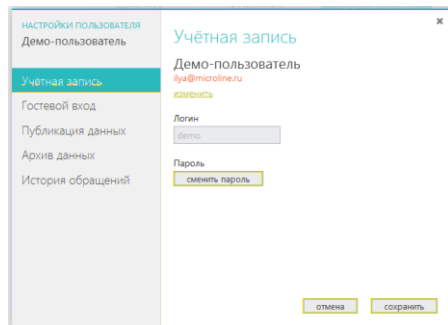 НАСТРОЙКИ ПОЛЬЗОВАТЕЛЯ
Демо-пользователь
Учётная запись
Гостевой вход
Публикация данных
Архив данных
История обращений
Учётная запись
Демо-пользователь
ilya@microline.ru
изменить
Логин
demo
Пароль
сменить пароль
отмена
сохранить